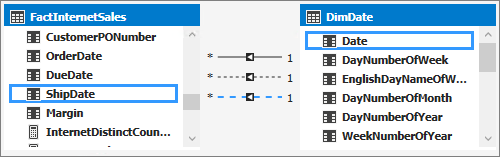 FactInternetSales
CustomerPONumber
OrderDate
DueDate
ShipDate
Margin
InternetDistinctCoun...
* 1
* 1
* 1
DimDate
Date
DayNumberOfWeek
EnglishDayNameOfW...
DayNumberOfMonth
DayNumberOfYear
WeekNumberOfYear